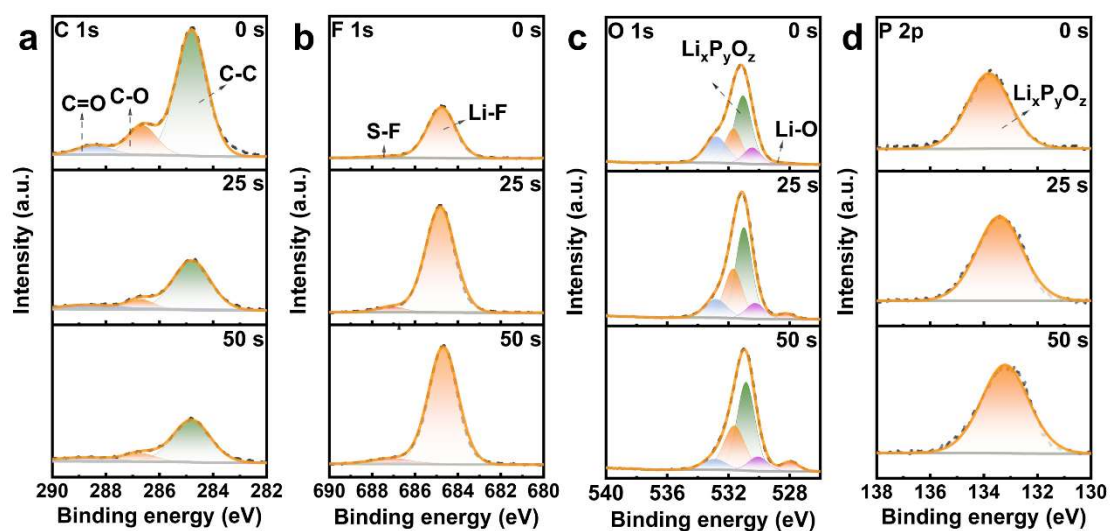 a
C 1s
0 s
C=O
C-O
C-C
25 s
50 s
290 288 286 284 282
Binding energy (eV)
Intensity (a.u.)
b
F 1s
0 s
S-F
Li-F
25 s
50 s
690 688 686 684 682 680
Binding energy (eV)
Intensity (a.u.)
c
O 1s
0 s
LixPyOz
Li-O
25 s
50 s
540 536 532 528
Binding energy (eV)
Intensity (a.u.)
d
P 2p
0 s
LixPyOz
25 s
50 s
138 136 134 132 130
Binding energy (eV)
Intensity (a.u.)